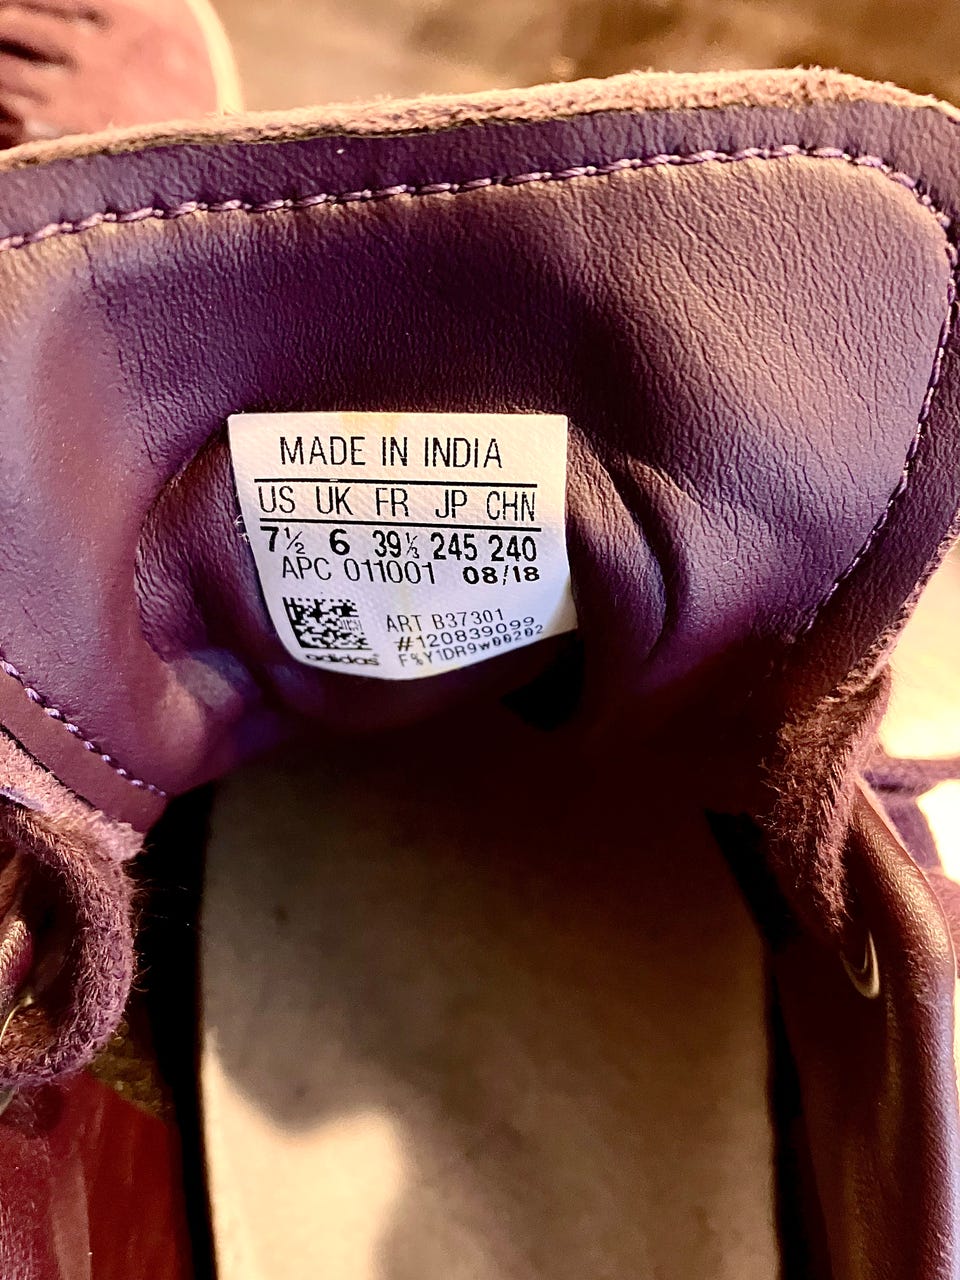 MADE IN INDIA
US UK FR JP CHN
7½ 6 39⅓ 245 240
APC 011001 08/18
ART B37301
#120839099
F%Y1DR9W00202
adidas